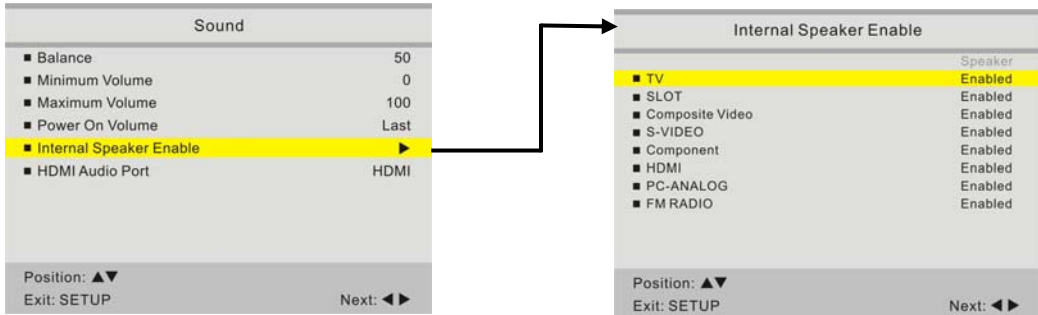 Sound
■ Balance 50
■ Minimum Volume 0
■ Maximum Volume 100
■ Power On Volume Last
■ Internal Speaker Enable ▶
■ HDMI Audio Port HDMI
Position: ▲▼
Exit: SETUP Next: ◀ ▶
Internal Speaker Enable
Speaker
■ TV Enabled
■ SLOT Enabled
■ Composite Video Enabled
■ S-VIDEO Enabled
■ Component Enabled
■ HDMI Enabled
■ PC-ANALOG Enabled
■ FM RADIO Enabled
Position: ▲▼
Exit: SETUP Next: ◀ ▶